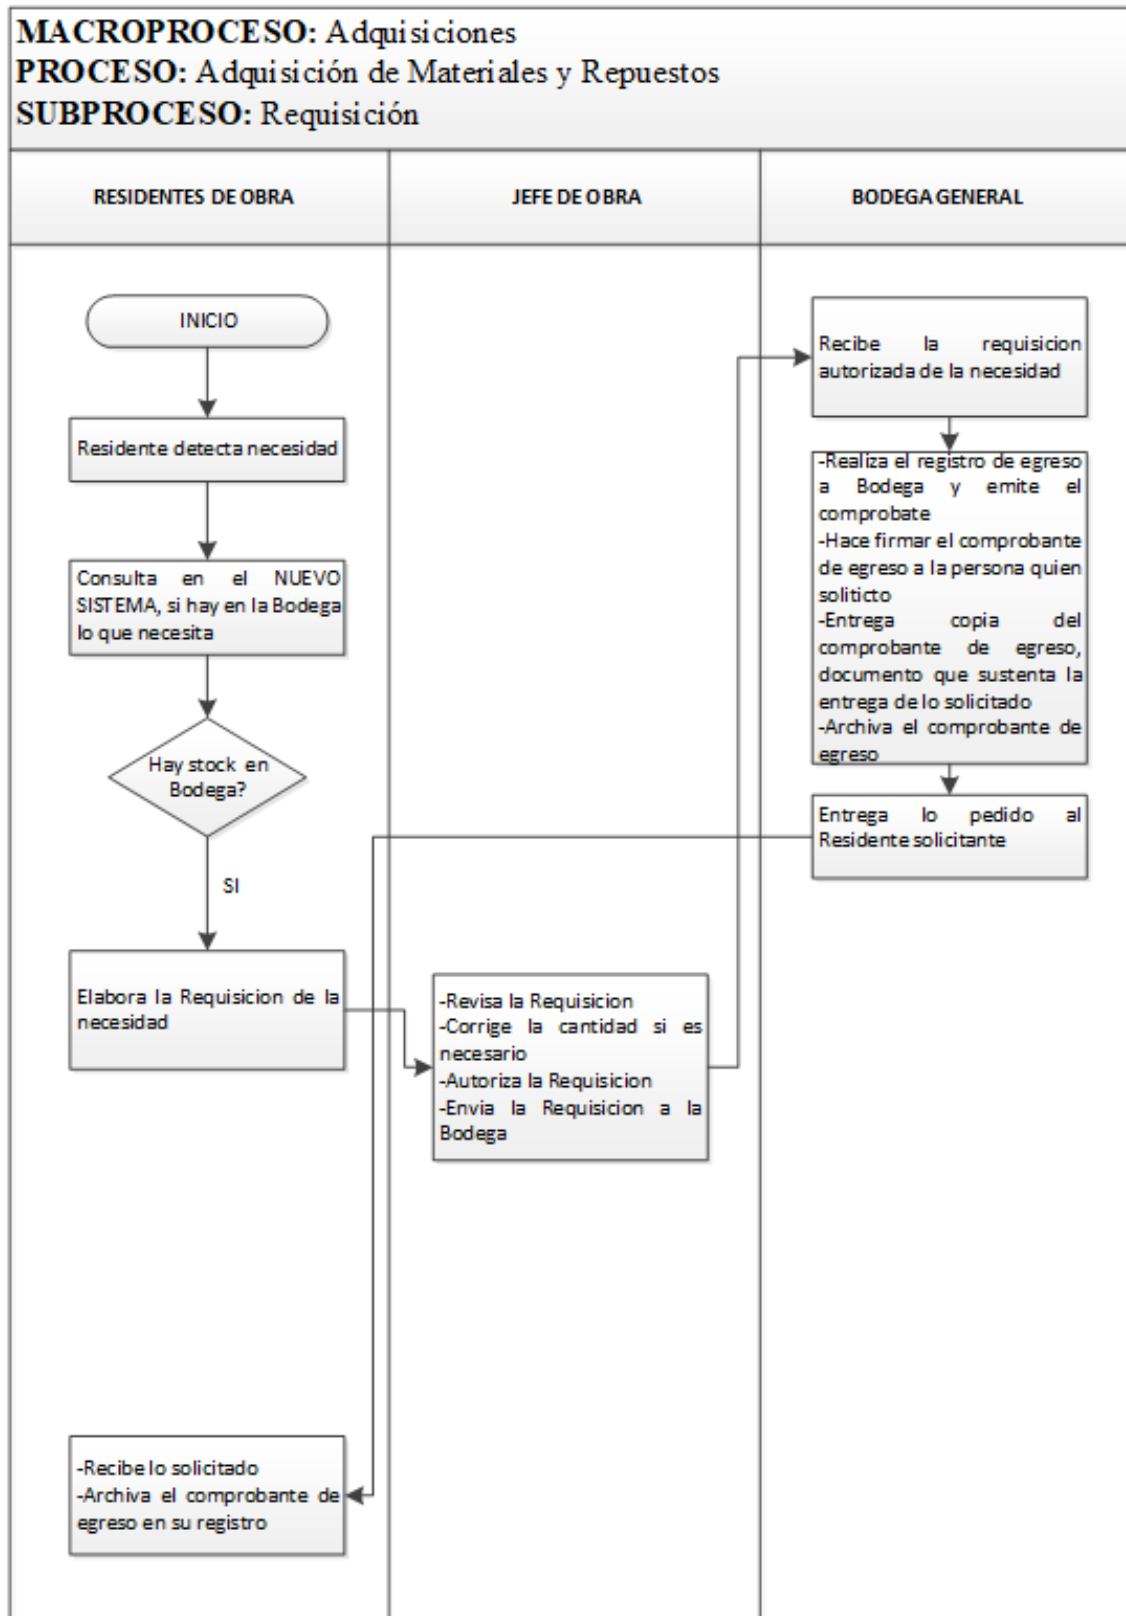 MACROPROCESO: Adquisiciones
PROCESO: Adquisición de Materiales y Repuestos
SUBPROCESO: Requisición
RESIDENTES DE OBRA
JEFE DE OBRA
BODEGA GENERAL
INICIO
Residente detecta necesidad
Consulta en el NUEVO
SISTEMA, si hay en la Bodega
lo que necesita
Hay stock en
Bodega?
SI
Elabora la Requisicion de la
necesidad
-Revisa la Requisicion
-Corrige la cantidad si es
necesario
-Autoriza la Requisicion
-Envia la Requisicion a la
Bodega
Recibe la requisicion
autorizada de la necesidad
-Realiza el registro de egreso
a Bodega y emite el
comprobate
-Hace firmar el comprobante
de egreso a la persona quien
soliticto
-Entrega copia del
comprobante de egreso,
documento que sustenta la
entrega de lo solicitado
-Archiva el comprobante de
egreso
Entrega lo pedido al
Residente solicitante
-Recibe lo solicitado
-Archiva el comprobante de
egreso en su registro